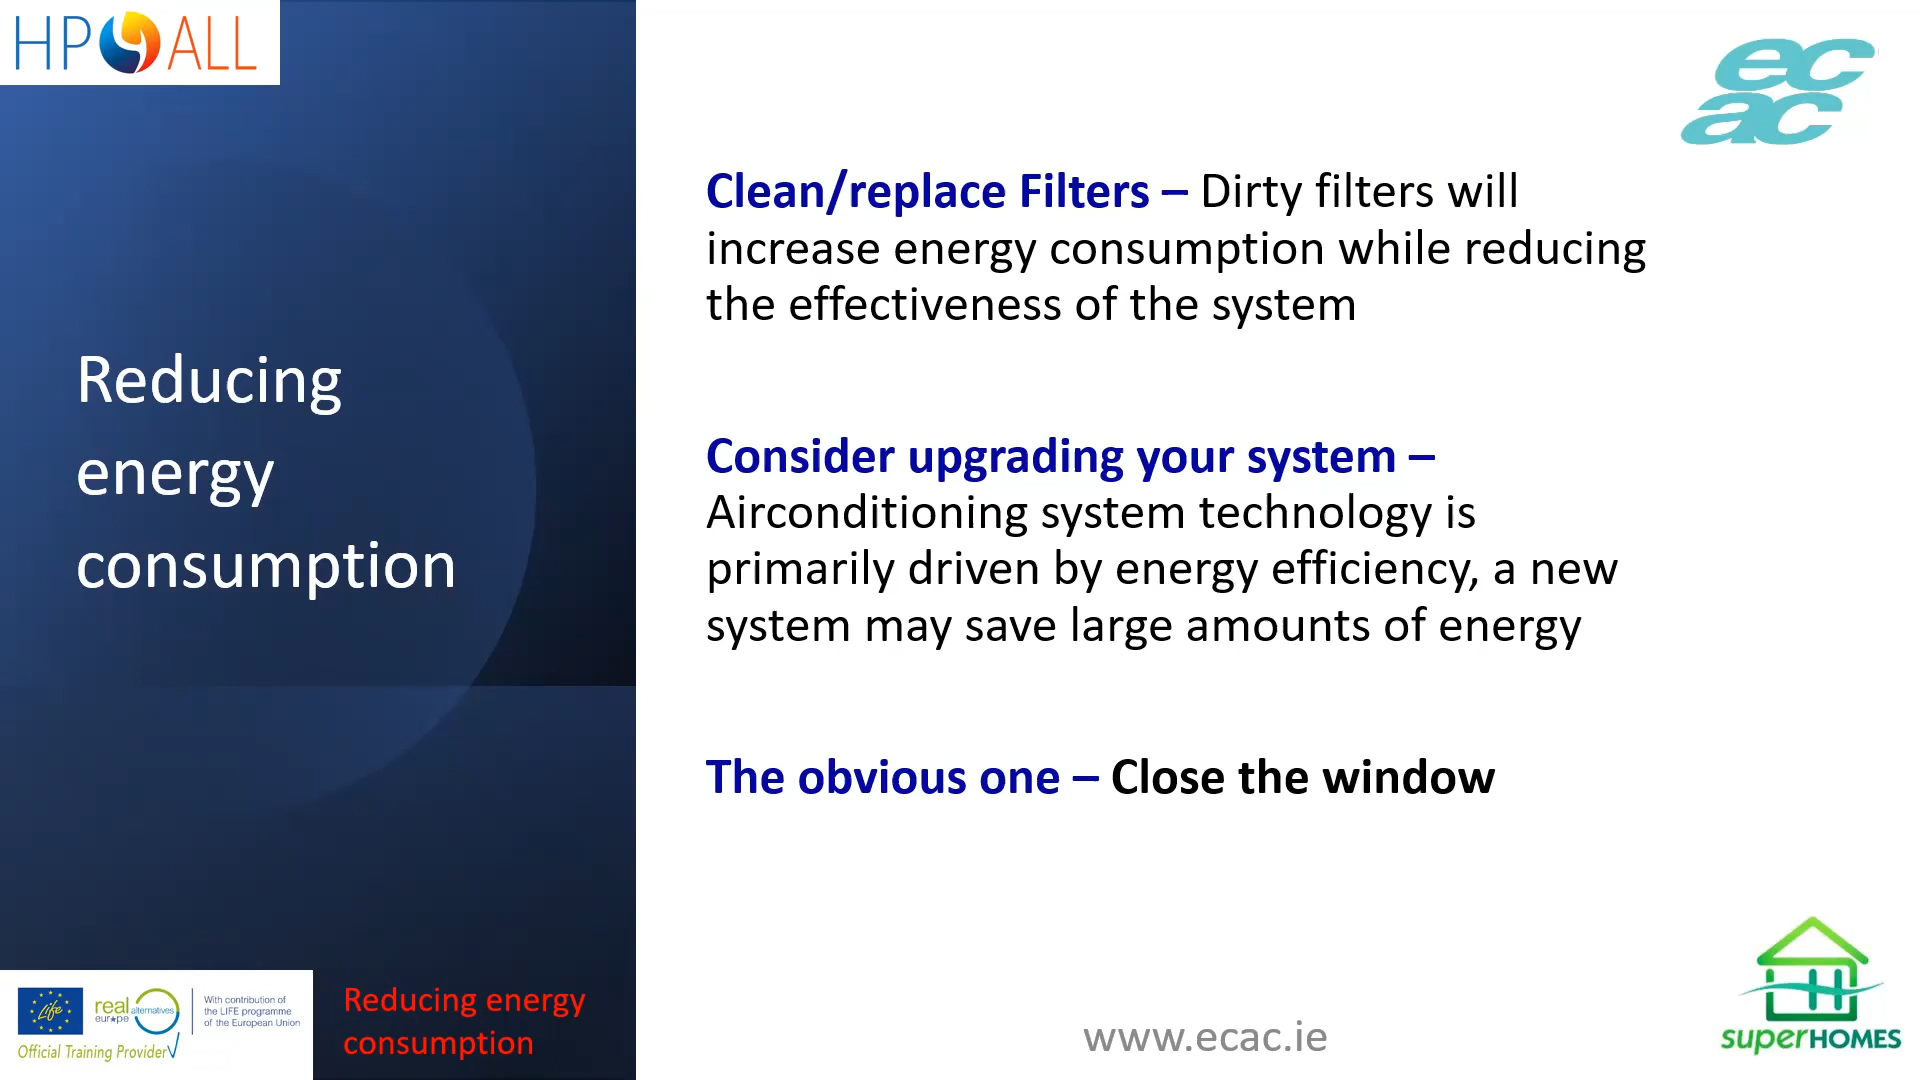 HP4ALL
ec
ac
Clean/replace Filters – Dirty filters will
increase energy consumption while reducing
the effectiveness of the system
Reducing
energy
consumption
Consider upgrading your system –
Airconditioning system technology is
primarily driven by energy efficiency, a new
system may save large amounts of energy
The obvious one – Close the window
Life
real alternatives
europe
Official Training Provider
With contribution of
the LIFE programme
of the European Union
Reducing energy
consumption
www.ecac.ie
superHOMES